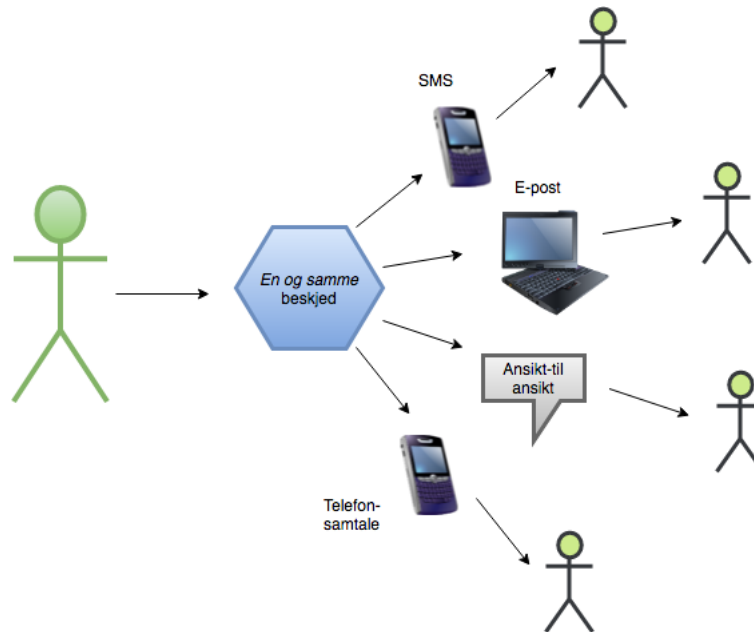 SMS
E-post
En og samme
beskjed
Ansikt-til
ansikt
Telefon-
samtale